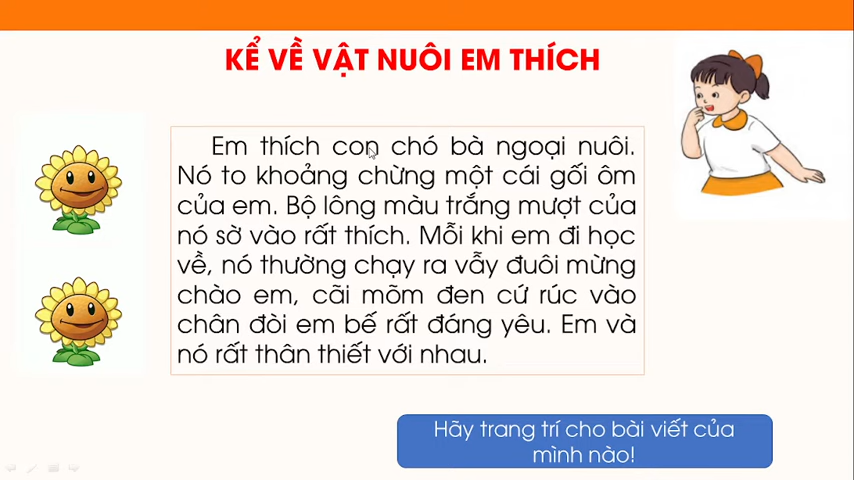 KỂ VỀ VẬT NUÔI EM THÍCH
Em thích con chó bà ngoại nuôi.
Nó to khoảng chừng một cái gối ôm
của em. Bộ lông màu trắng mượt của
nó sờ vào rất thích. Mỗi khi em đi học
về, nó thường chạy ra vẫy đuôi mừng
chào em, cãi mõm đen cứ rúc vào
chân đòi em bế rất đáng yêu. Em và
nó rất thân thiết với nhau.
Hãy trang trí cho bài viết của
mình nào!